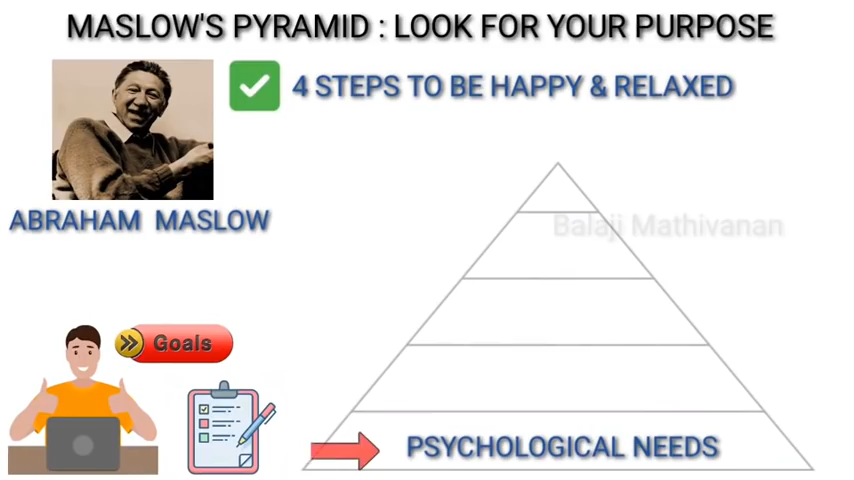 MASLOW'S PYRAMID : LOOK FOR YOUR PURPOSE
4 STEPS TO BE HAPPY & RELAXED
ABRAHAM MASLOW
Balaji Mathivanan
Goals
PSYCHOLOGICAL NEEDS